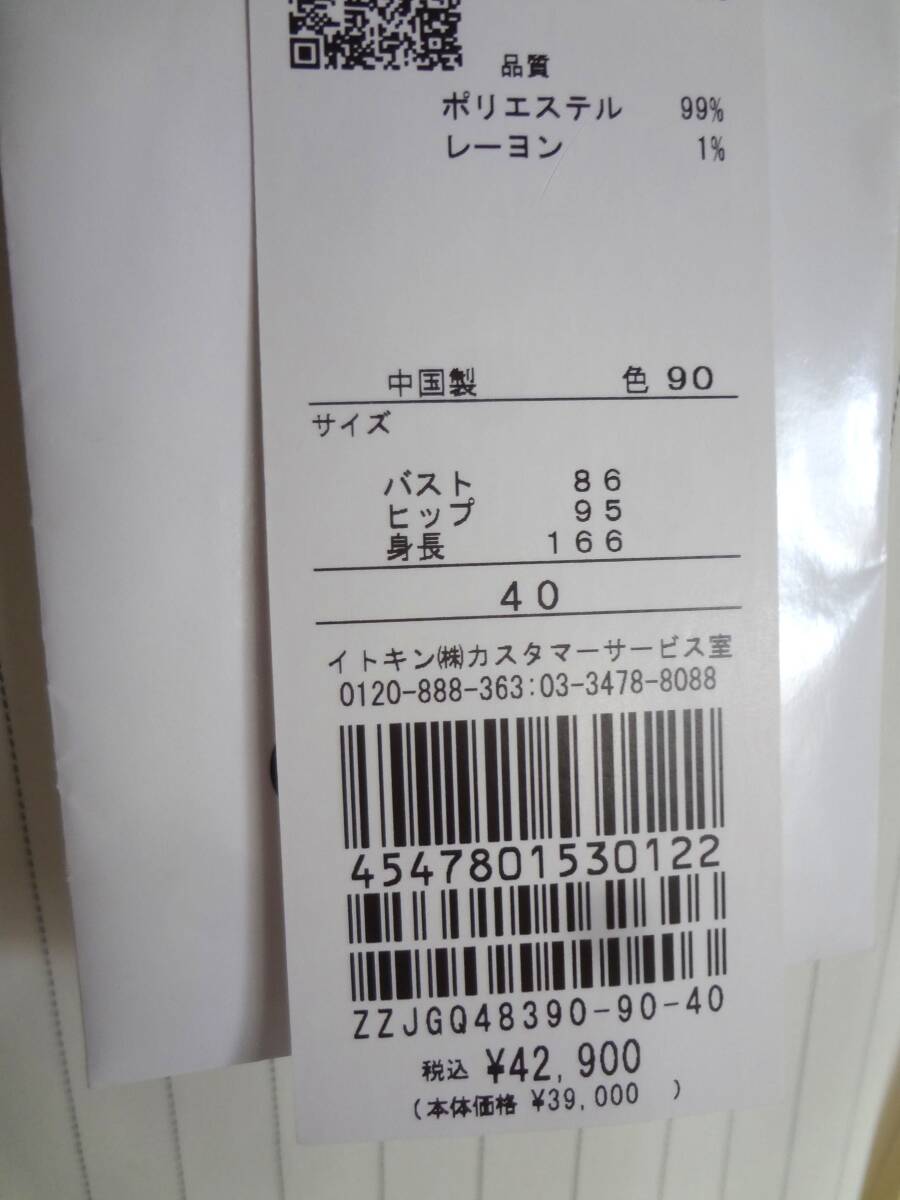 品質
ポリエステル 99%
レーヨン 1%
中国製 色 90
サイズ
バスト 86
ヒップ 95
身長 166
40
イトキン㈱カスタマーサービス室
0120-888-363:03-3478-8088
4547801530122
ZZJGQ48390-90-40
税込 ¥42,900
(本体価格 ¥39,000 )